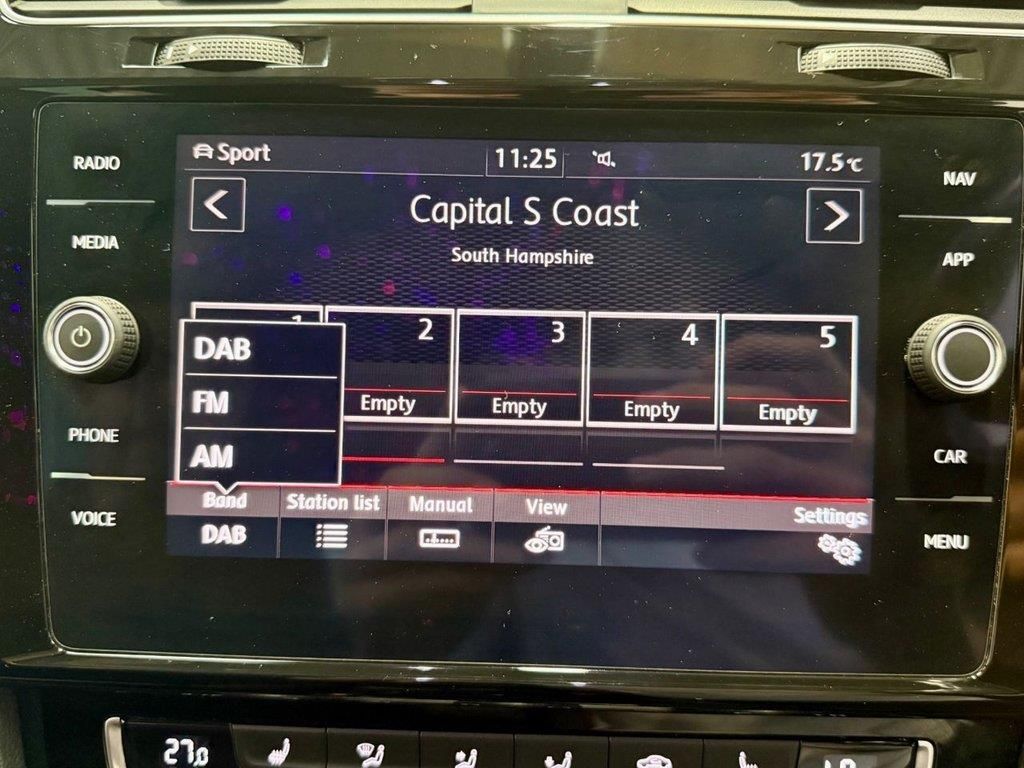 Sport 11:25 17.5°C
Capital S Coast
South Hampshire
RADIO
MEDIA
PHONE
VOICE
NAV
APP
CAR
MENU
1 2 3 4 5
Empty Empty Empty Empty
DAB
FM
AM
Band Station list Manual View Settings
DAB
27.0